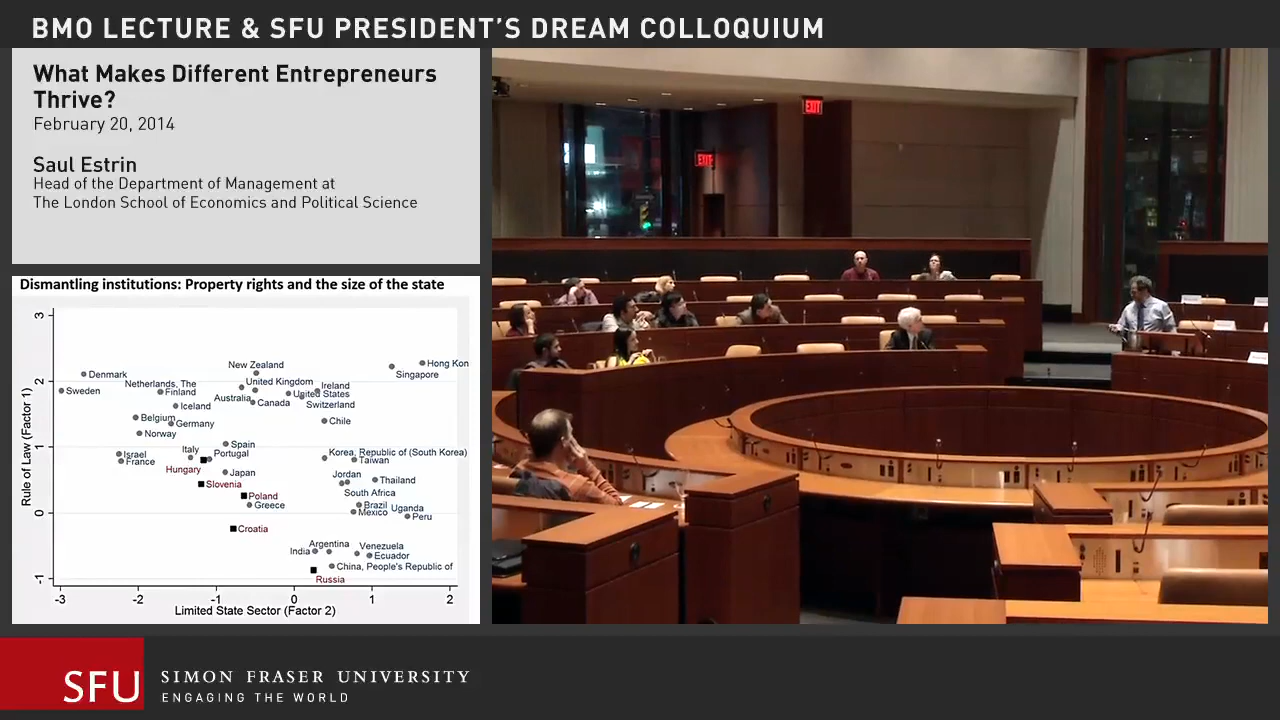 BMO LECTURE & SFU PRESIDENT'S DREAM COLLOQUIUM
What Makes Different Entrepreneurs
Thrive?
February 20, 2014
Saul Estrin
Head of the Department of Management at
The London School of Economics and Political Science
Dismantling institutions: Property rights and the size of the state
Rule of Law (Factor 1)
3
2
1
0
-1
New Zealand
Hong Kon
Singapore
Denmark
Sweden
Netherlands, The
Finland
United Kingdom
Ireland
Australia
United States
Canada
Switzerland
Iceland
Belgium
Germany
Chile
Norway
Spain
Israel
France
Italy
Portugal
Korea, Republic of (South Korea)
Taiwan
Hungary
Japan
Jordan
Thailand
Slovenia
South Africa
Poland
Greece
Brazil
Uganda
Mexico
Peru
Croatia
Argentina
Venezuela
India
Ecuador
China, People's Republic of
Russia
-3
-2
-1
0
1
2
Limited State Sector (Factor 2)
EXIT
EXIT
SFU
SIMON FRASER UNIVERSITY
ENGAGING THE WORLD